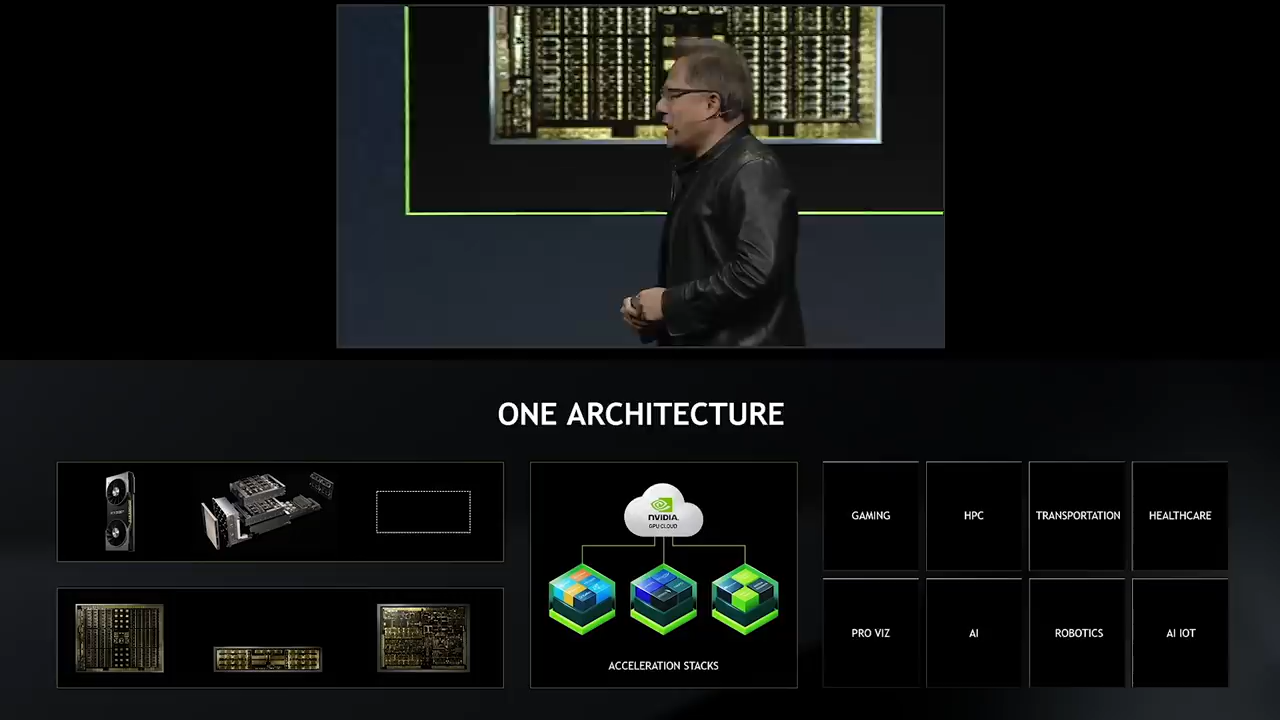 ONE ARCHITECTURE
NVIDIA.
GPU CLOUD
ACCELERATION STACKS
GAMING
HPC
TRANSPORTATION
HEALTHCARE
PRO VIZ
AI
ROBOTICS
AI IOT